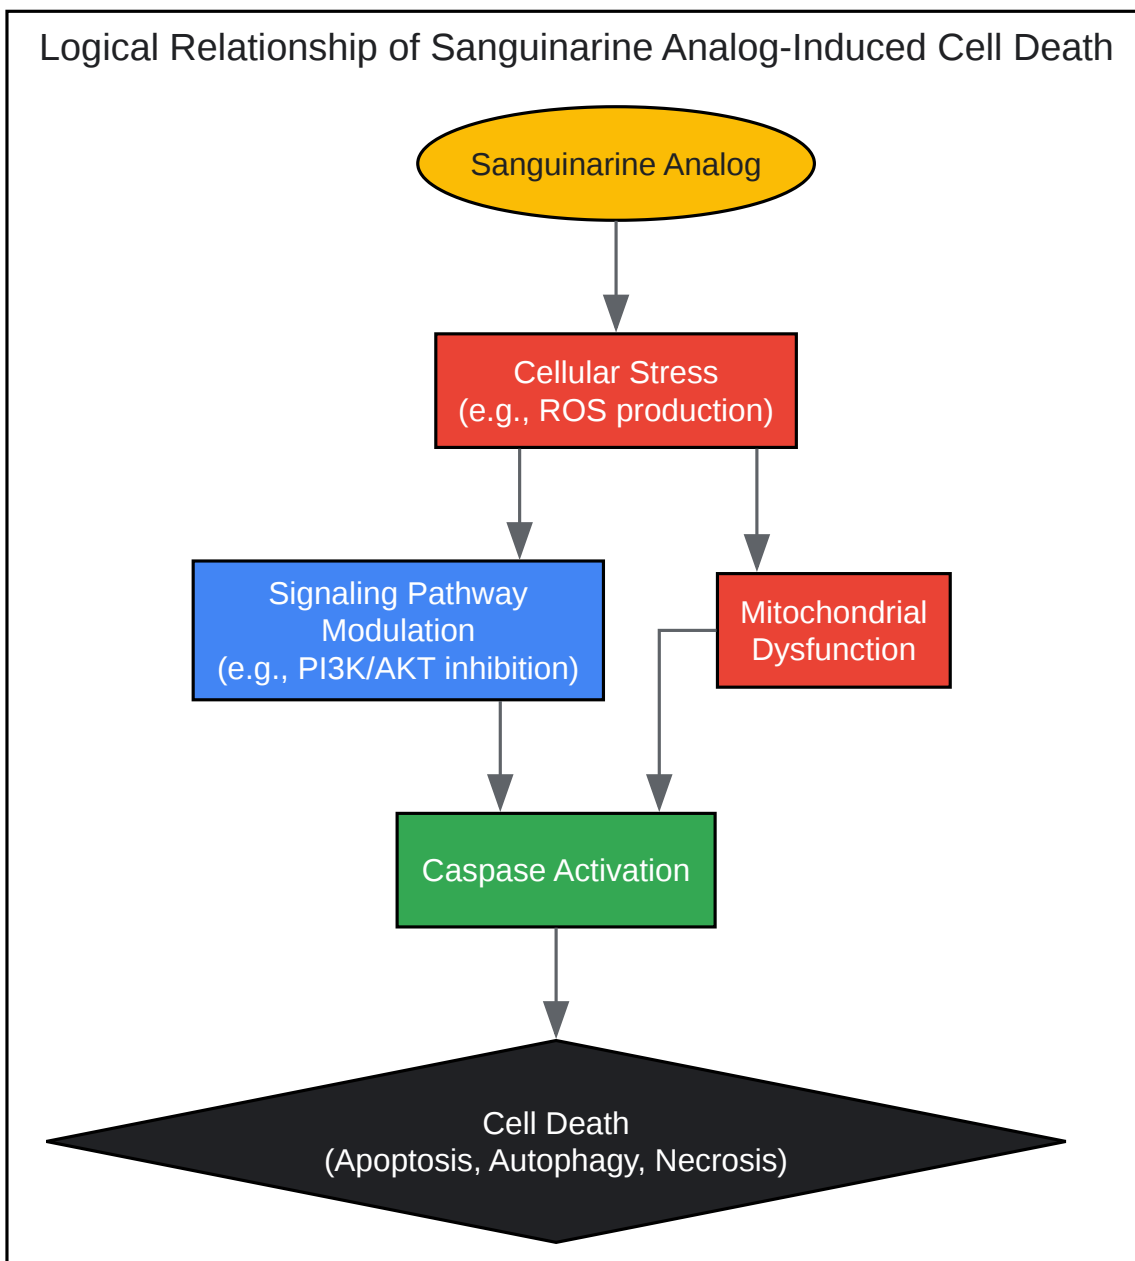 Logical Relationship of Sanguinarine Analog-Induced Cell Death
Sanguinarine Analog
Cellular Stress
(e.g., ROS production)
Signaling Pathway
Modulation
(e.g., PI3K/AKT inhibition)
Mitochondrial
Dysfunction
Caspase Activation
Cell Death
(Apoptosis, Autophagy, Necrosis)